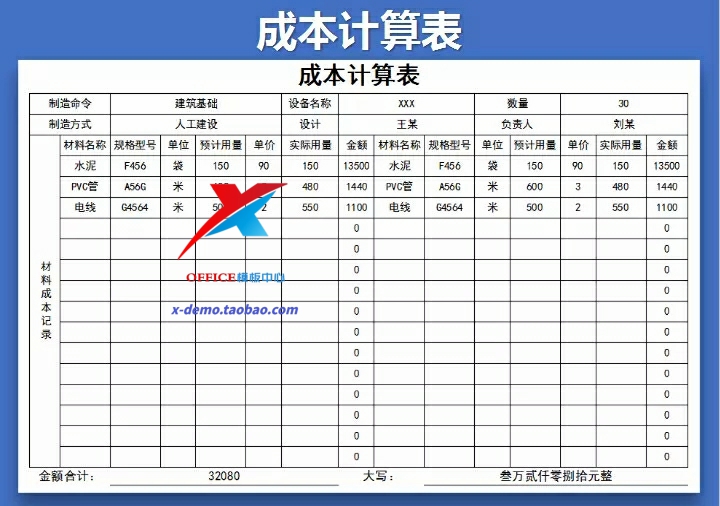 成本计算表
成本计算表
制造命令 建筑基础 设备名称 XXX 数量 30
制造方式 人工建设 设计 王某 负责人 刘某
材料名称 规格型号 单位 预计用量 单价 实际用量 金额 材料名称 规格型号 单位 预计用量 单价 实际用量 金额
水泥 F456 袋 150 90 150 13500 水泥 F456 袋 150 90 150 13500
PVC管 A56G 米 480 1440 PVC管 A56G 米 600 3 480 1440
电线 G4564 米 2 550 1100 电线 G4564 米 500 2 550 1100
0 0
0 0
0 0
0 0
0 0
0 0
0 0
0 0
0 0
0 0
0 0
0 0
材料成本记录
OFFICE模版中心
x-demo.taobao.com
金额合计: 32080 大写: 叁万贰仟零捌拾元整